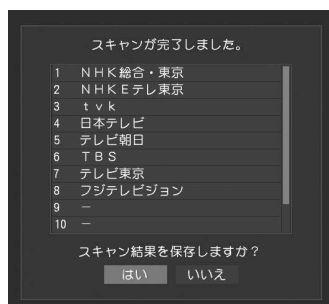 スキャンが完了しました。
1 ＮＨＫ総合・東京
2 ＮＨＫＥテレ東京
3 ｔｖｋ
4 日本テレビ
5 テレビ朝日
6 ＴＢＳ
7 テレビ東京
8 フジテレビジョン
9 －
10 －
スキャン結果を保存しますか？
はい いいえ